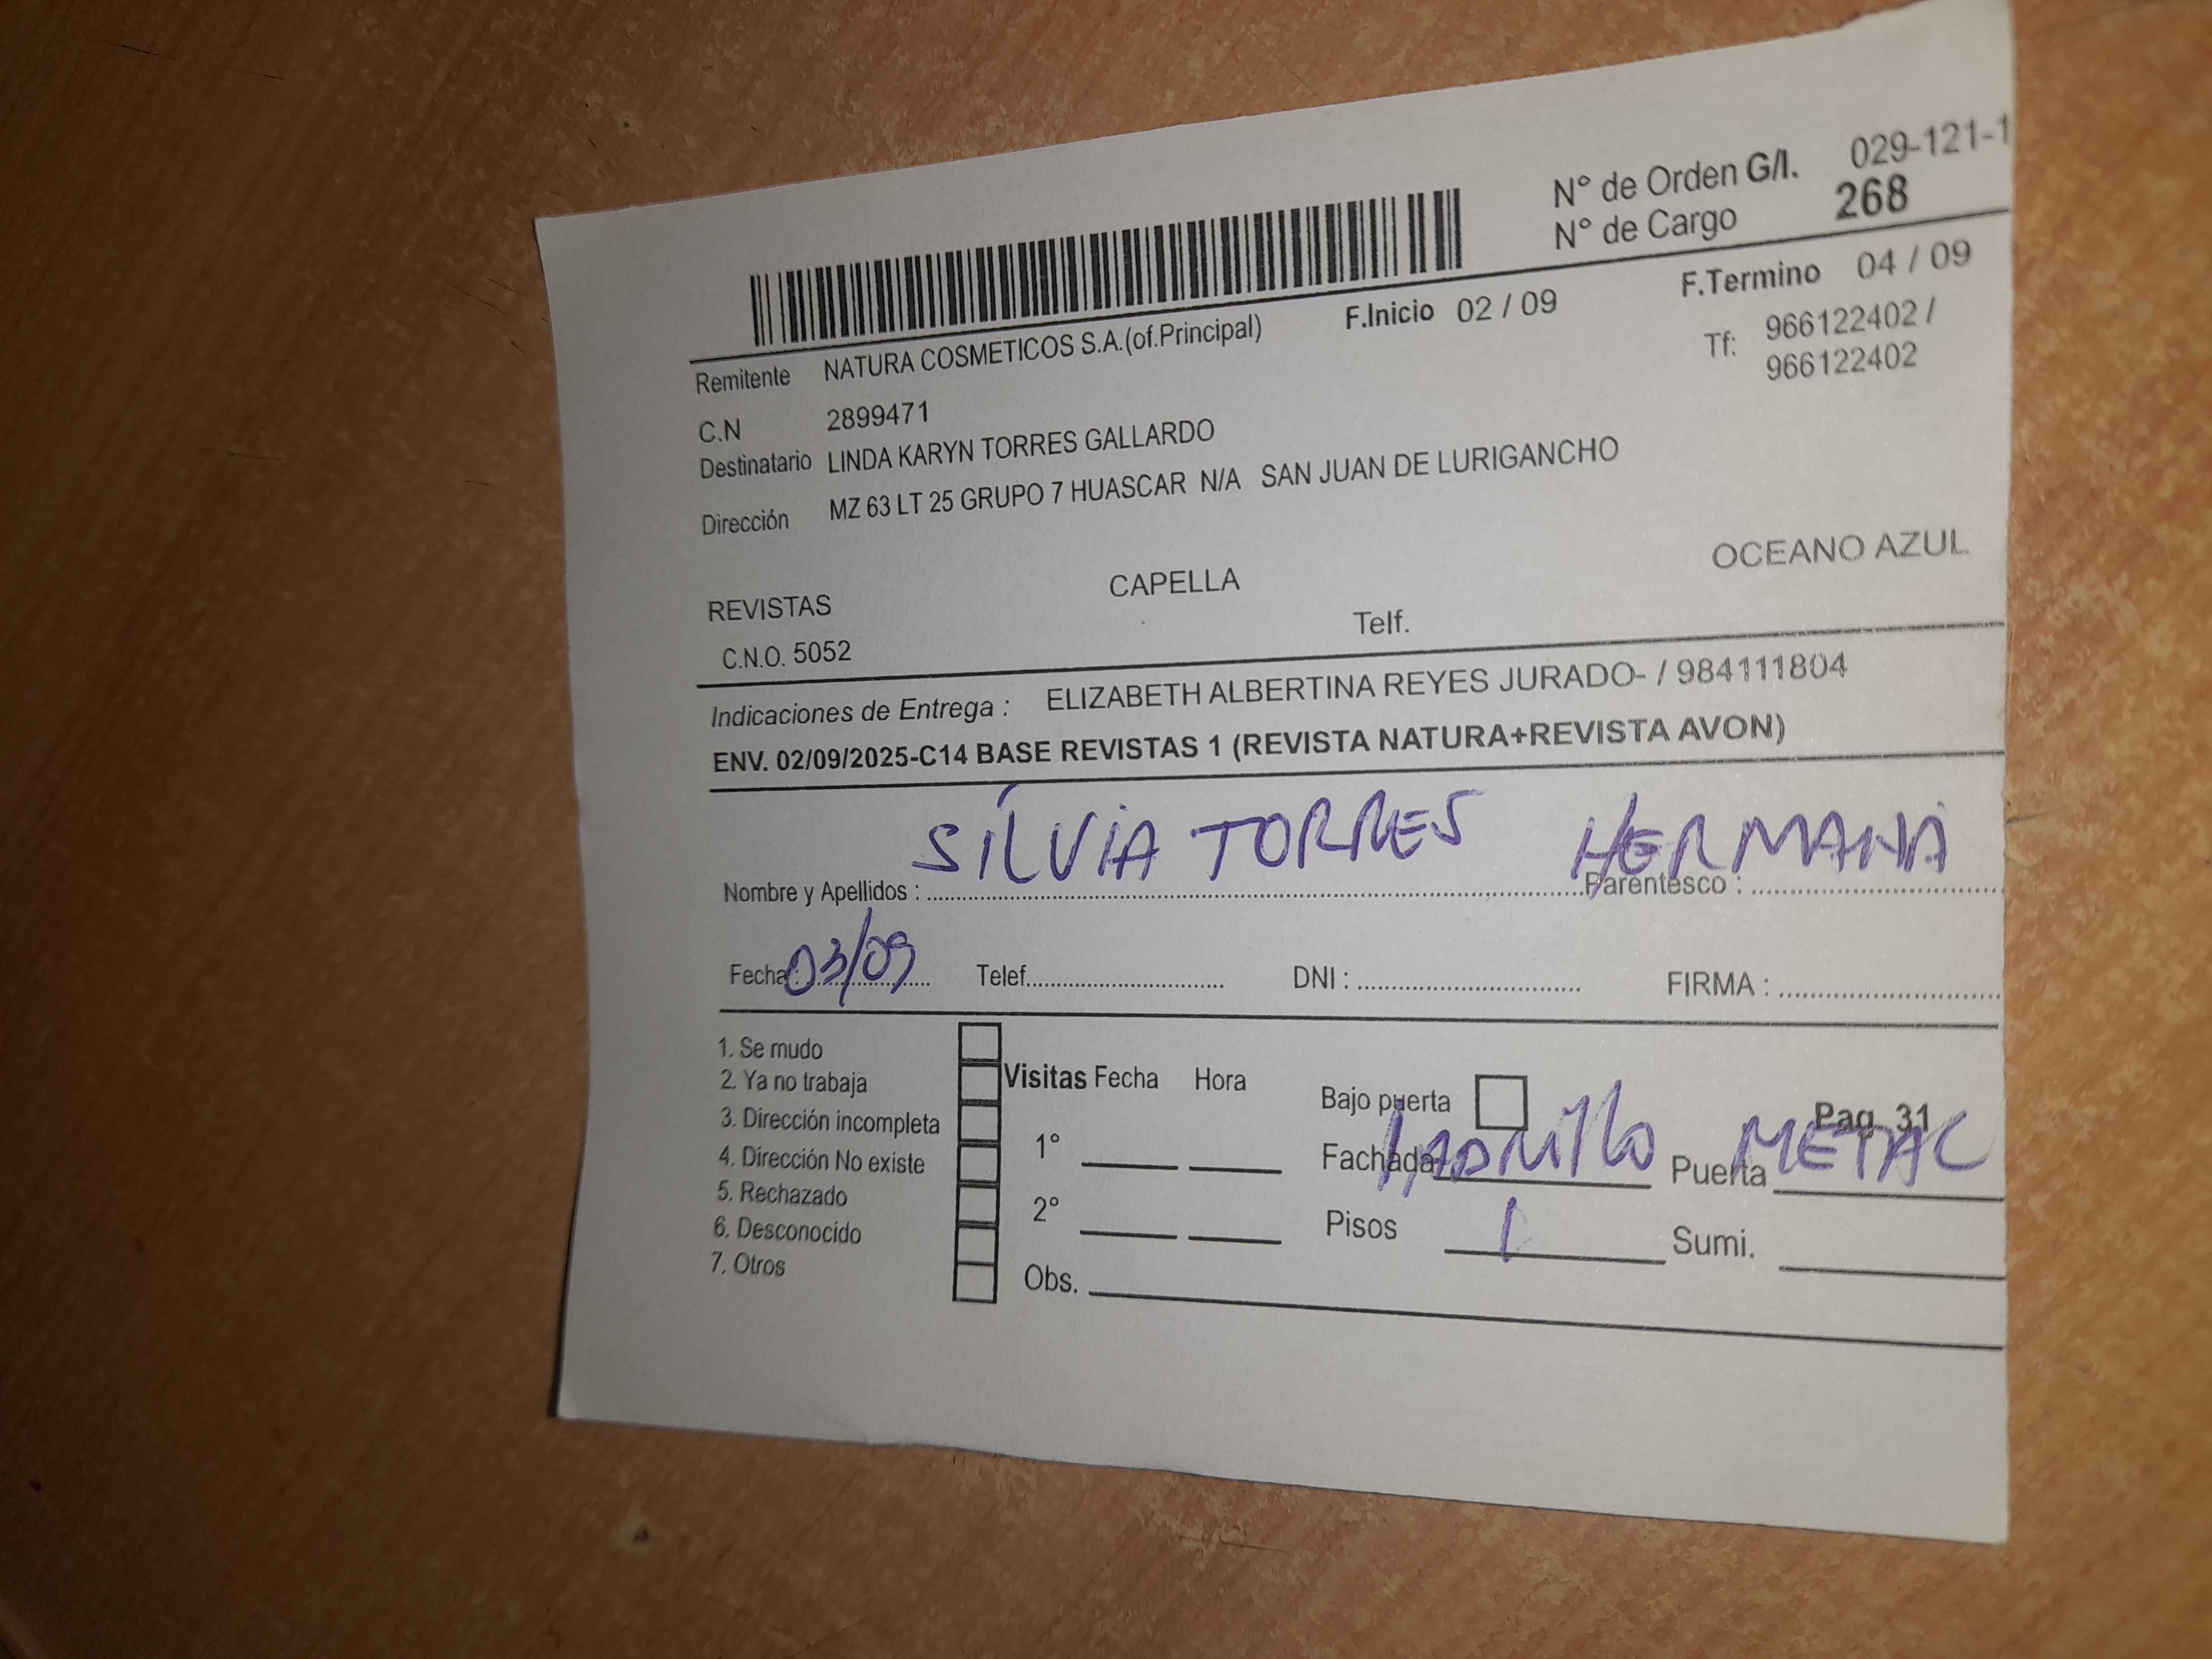 N° de Orden G/I. 029-121-1
N° de Cargo 268
F.Inicio 02 / 09 F.Termino 04 / 09
Remitente NATURA COSMETICOS S.A.(of.Principal) Tf: 966122402 /
966122402
C.N 2899471
Destinatario LINDA KARYN TORRES GALLARDO
Dirección MZ 63 LT 25 GRUPO 7 HUASCAR N/A SAN JUAN DE LURIGANCHO
REVISTAS CAPELLA OCEANO AZUL
C.N.O. 5052 Telf.
Indicaciones de Entrega : ELIZABETH ALBERTINA REYES JURADO- / 984111804
ENV. 02/09/2025-C14 BASE REVISTAS 1 (REVISTA NATURA+REVISTA AVON)
Nombre y Apellidos : SILVIA TORRES Parentesco : HERMANA
Fecha : 03/09 Telef. DNI : FIRMA :
1. Se mudo
2. Ya no trabaja
3. Dirección incompleta
4. Dirección No existe
5. Rechazado
6. Desconocido
7. Otros
Visitas Fecha Hora
1°
2°
Obs.
Bajo puerta Pag. 31
Fachada LADRILLO Puerta METAL
Pisos 1 Sumi.